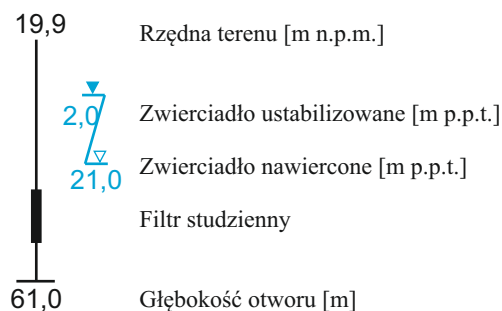 19,9 Rzędna terenu [m n.p.m.]
2,0 Zwierciadło ustabilizowane [m p.p.t.]
Zwierciadło nawiercone [m p.p.t.]
21,0
Filtr studzienny
61,0 Głębokość otworu [m]